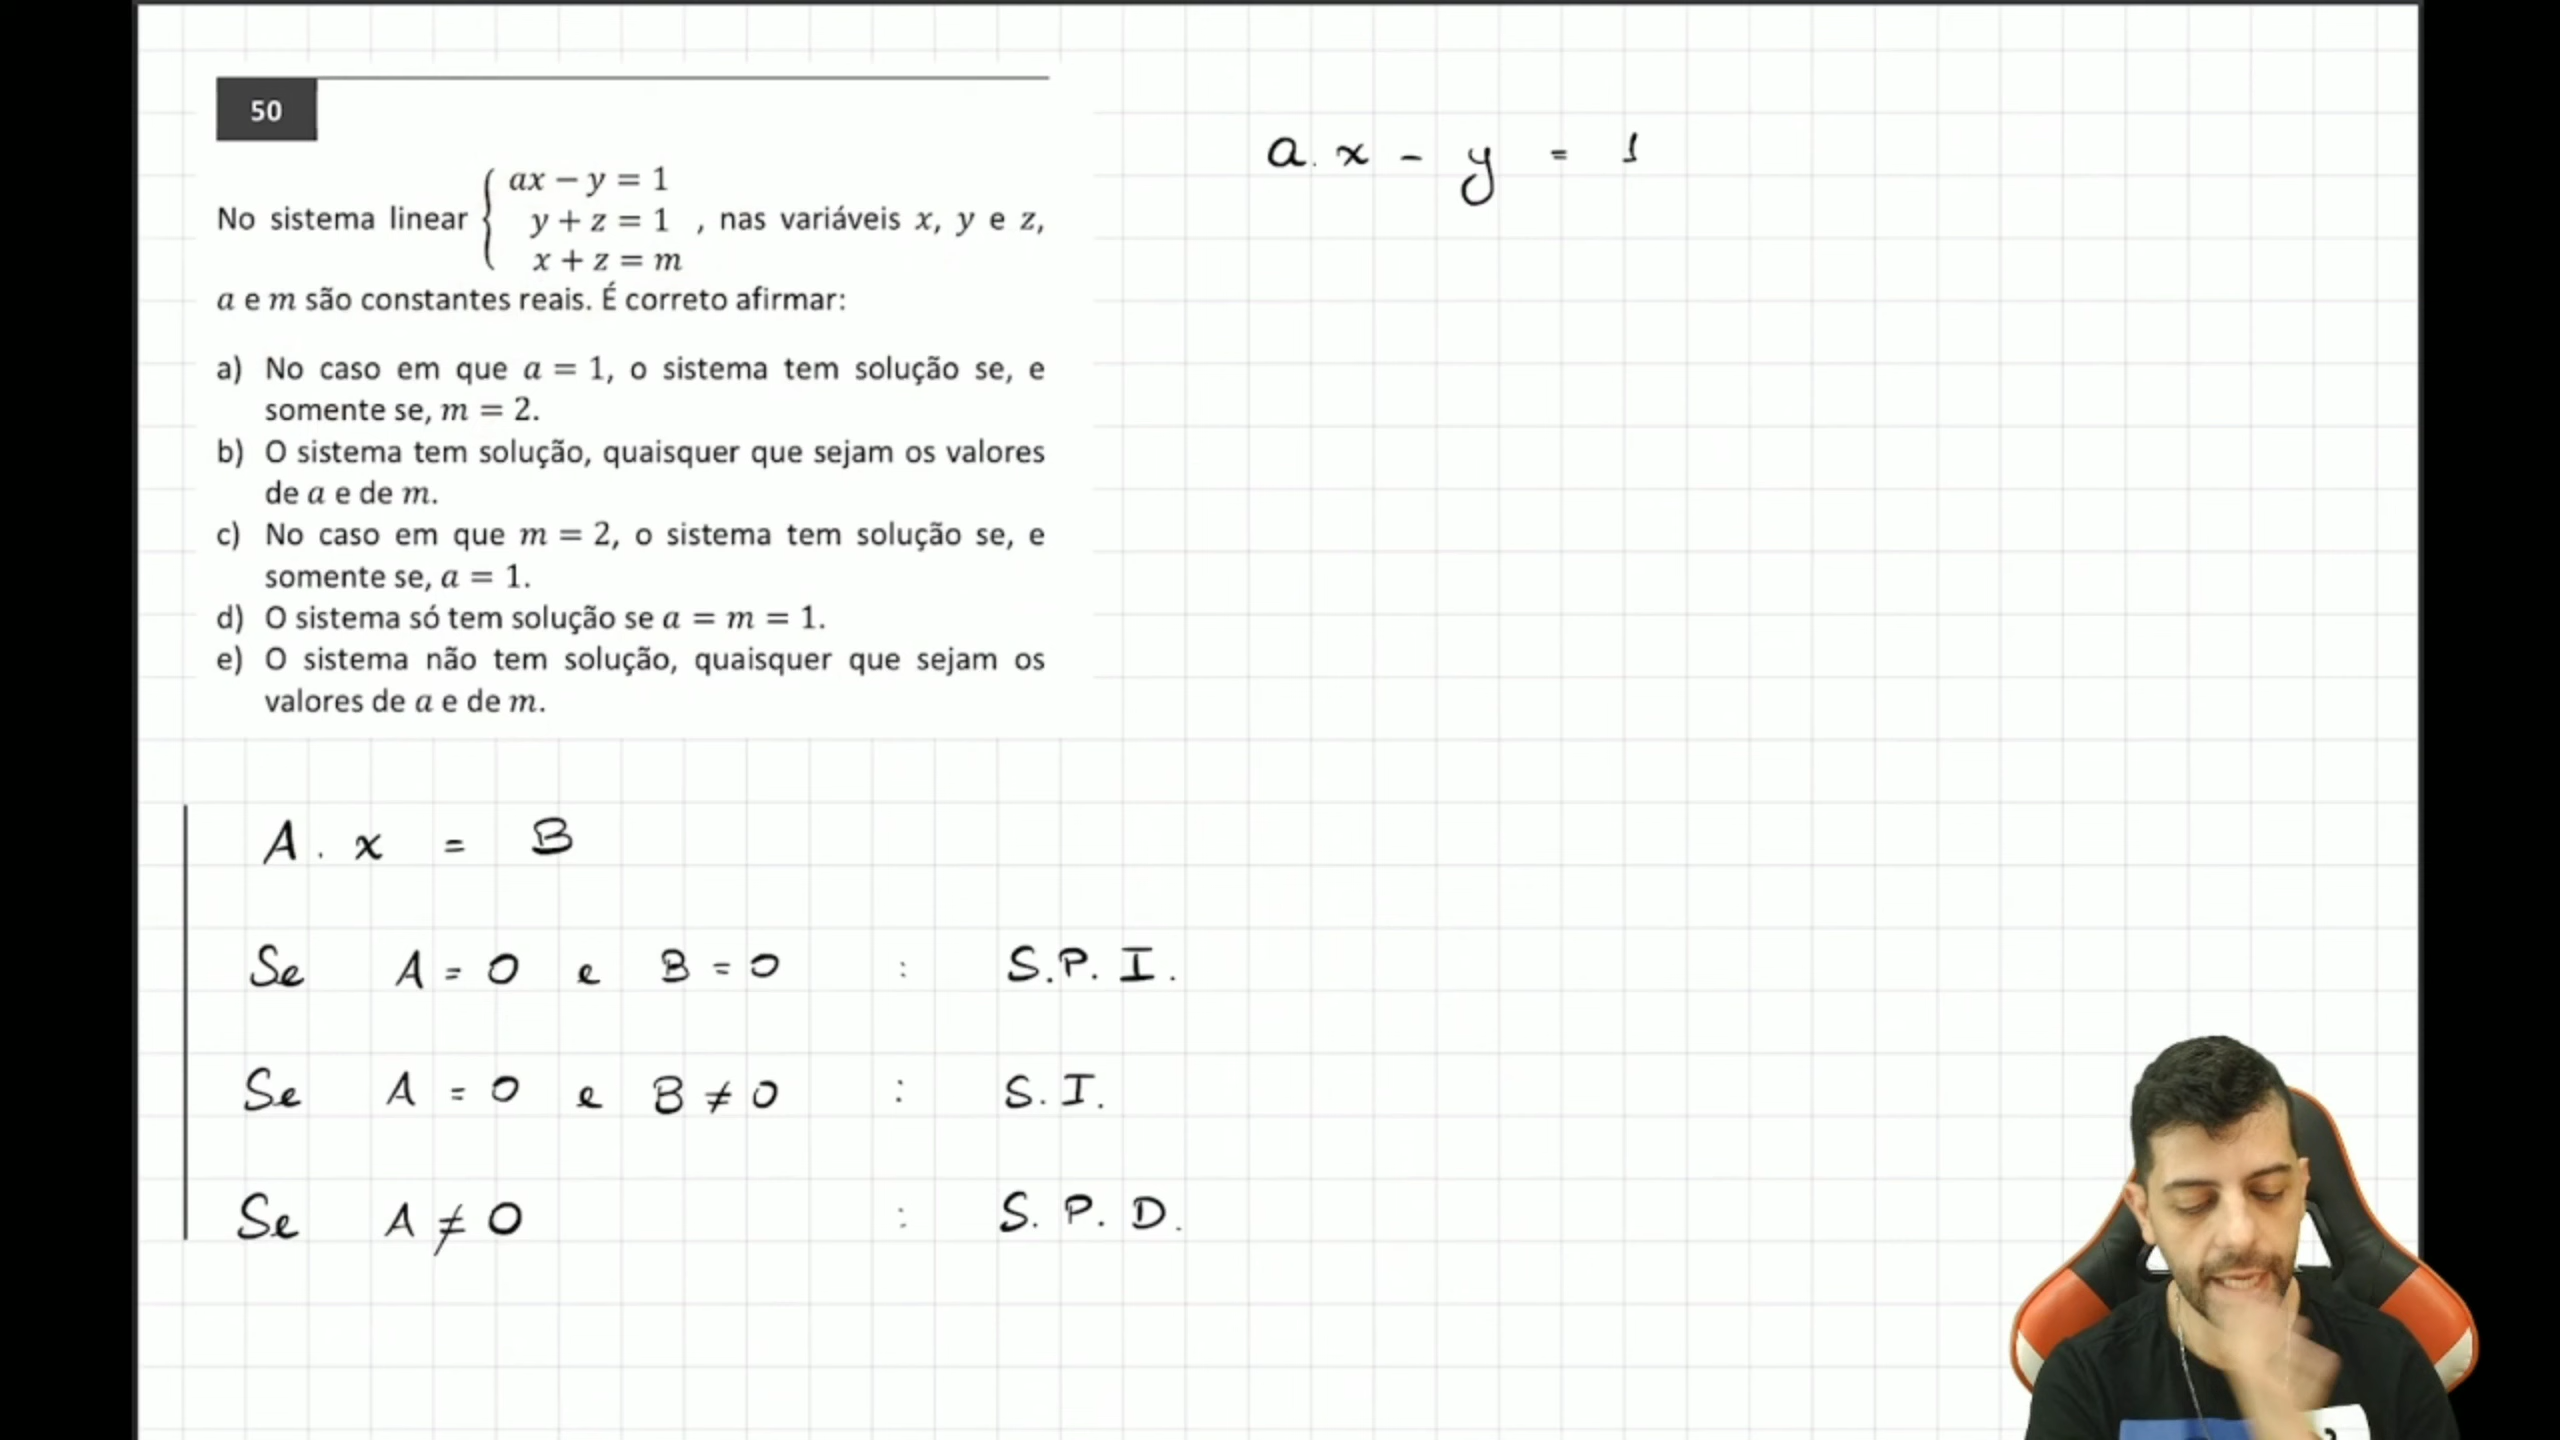 50
No sistema linear { ax − y = 1
y + z = 1 , nas variáveis x, y e z,
x + z = m
a e m são constantes reais. É correto afirmar:
a) No caso em que a = 1, o sistema tem solução se, e
somente se, m = 2.
b) O sistema tem solução, quaisquer que sejam os valores
de a e de m.
c) No caso em que m = 2, o sistema tem solução se, e
somente se, a = 1.
d) O sistema só tem solução se a = m = 1.
e) O sistema não tem solução, quaisquer que sejam os
valores de a e de m.
a. x - y = 1
A . x = B
Se A = 0 e B = 0 : S.P.I.
Se A = 0 e B ≠ 0 : S.I.
Se A ≠ 0 : S.P.D.